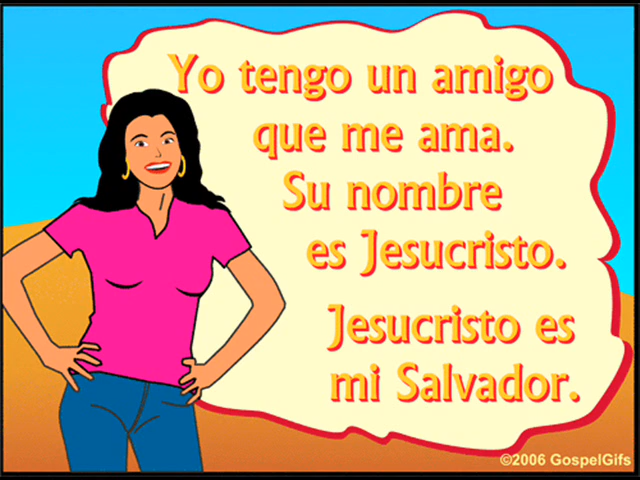 Yo tengo un amigo
que me ama.
Su nombre
es Jesucristo.
Jesucristo es
mi Salvador.
©2006 GospelGifs